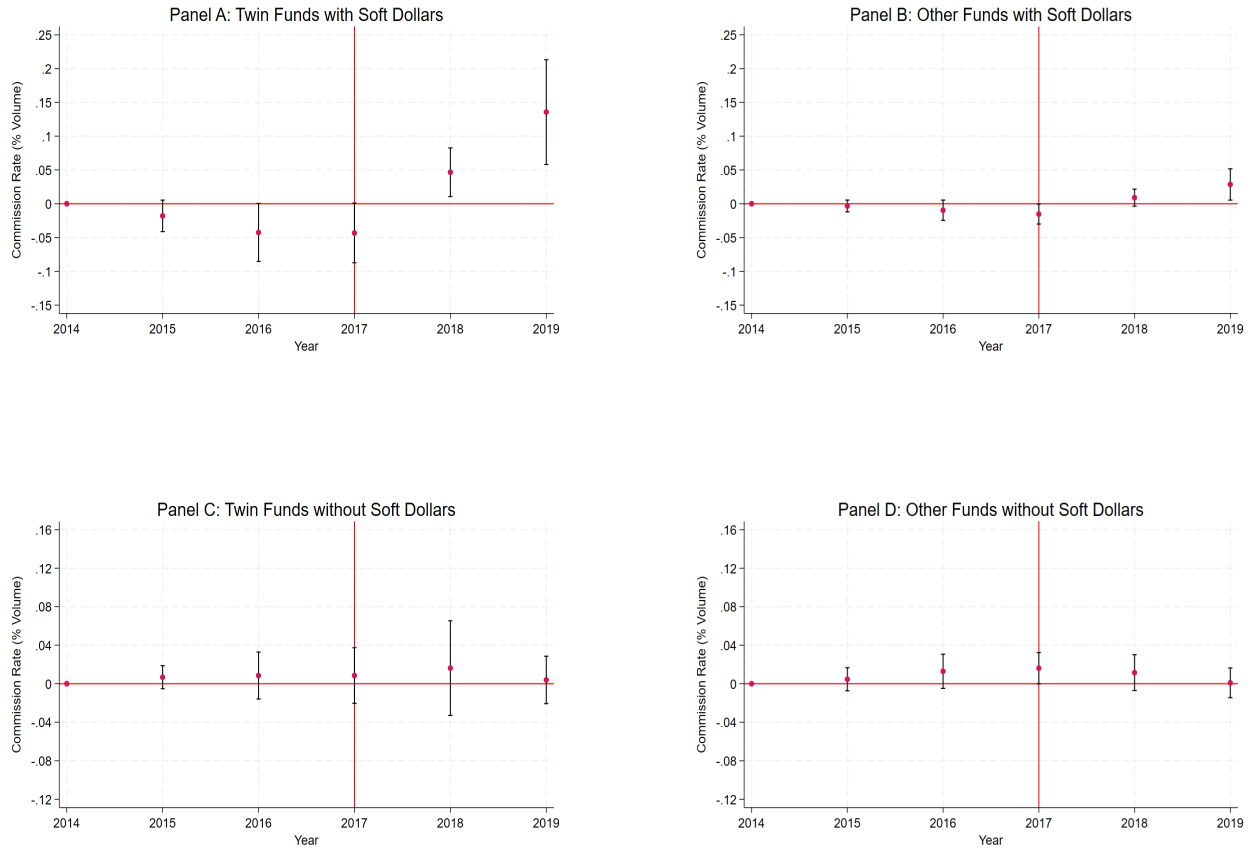 Panel A: Twin Funds with Soft Dollars
Commission Rate (% Volume)
.25
.2
.15
.1
.05
0
-.05
-.1
-.15
2014 2015 2016 2017 2018 2019
Year
Panel B: Other Funds with Soft Dollars
Commission Rate (% Volume)
.25
.2
.15
.1
.05
0
-.05
-.1
-.15
2014 2015 2016 2017 2018 2019
Year
Panel C: Twin Funds without Soft Dollars
Commission Rate (% Volume)
.16
.12
.08
.04
0
-.04
-.08
-.12
2014 2015 2016 2017 2018 2019
Year
Panel D: Other Funds without Soft Dollars
Commission Rate (% Volume)
.16
.12
.08
.04
0
-.04
-.08
-.12
2014 2015 2016 2017 2018 2019
Year